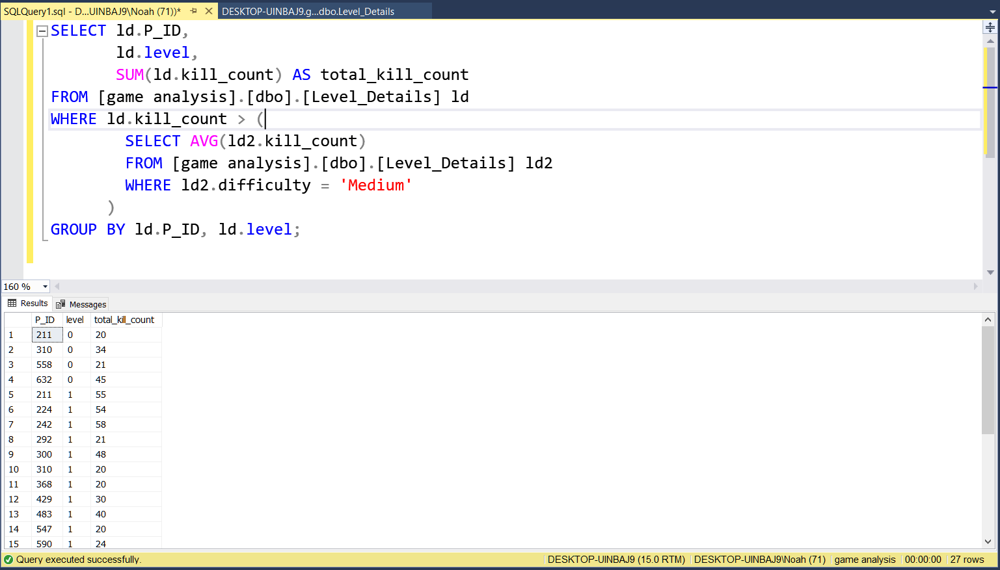 SQLQuery1.sql - D...UINBAJ9\Noah (71))* DESKTOP-UINBAJ9.g...dbo.Level_Details
SELECT ld.P_ID,
ld.level,
SUM(ld.kill_count) AS total_kill_count
FROM [game analysis].[dbo].[Level_Details] ld
WHERE ld.kill_count > (
SELECT AVG(ld2.kill_count)
FROM [game analysis].[dbo].[Level_Details] ld2
WHERE ld2.difficulty = 'Medium'
)
GROUP BY ld.P_ID, ld.level;
160 %
Results Messages
P_ID level total_kill_count
1 211 0 20
2 310 0 34
3 558 0 21
4 632 0 45
5 211 1 55
6 224 1 54
7 242 1 58
8 292 1 21
9 300 1 48
10 310 1 20
11 368 1 20
12 429 1 30
13 483 1 40
14 547 1 20
15 590 1 24
Query executed successfully. DESKTOP-UINBAJ9 (15.0 RTM) DESKTOP-UINBAJ9\Noah (71) game analysis 00:00:00 27 rows